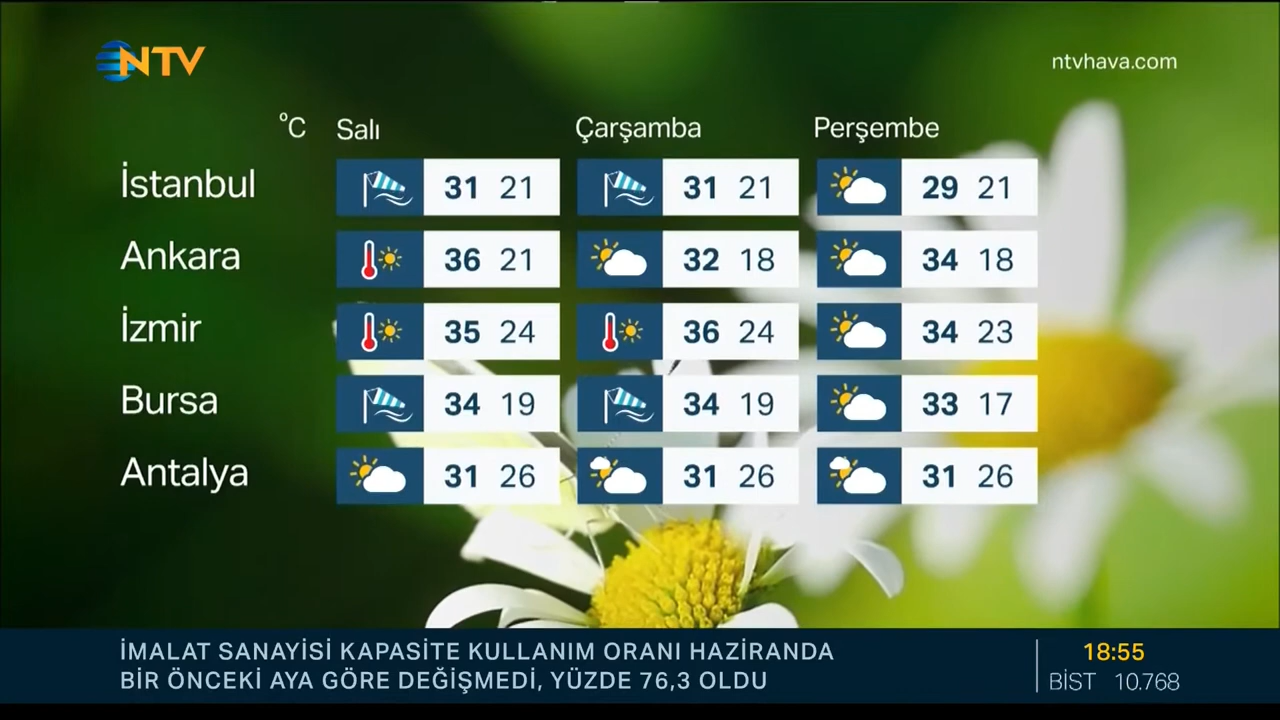 NTV
ntvhava.com
°C Salı Çarşamba Perşembe
İstanbul 31 21 31 21 29 21
Ankara 36 21 32 18 34 18
İzmir 35 24 36 24 34 23
Bursa 34 19 34 19 33 17
Antalya 31 26 31 26 31 26
İMALAT SANAYİSİ KAPASİTE KULLANIM ORANI HAZİRANDA
BİR ÖNCEKİ AYA GÖRE DEĞİŞMEDİ, YÜZDE 76,3 OLDU
18:55
BİST 10.768